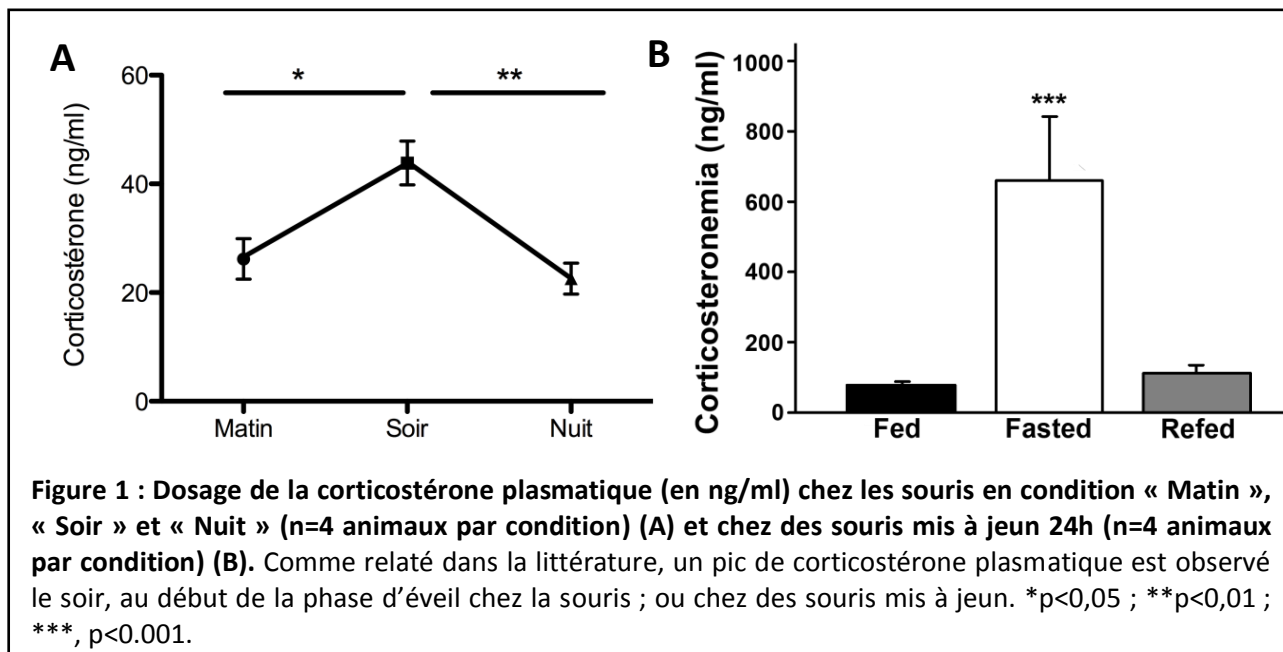 A
*
**
60
40
20
0
Corticostérone (ng/ml)
Matin Soir Nuit
B
***
1000
800
600
400
200
0
Corticosteronemia (ng/ml)
Fed Fasted Refed
Figure 1 : Dosage de la corticostérone plasmatique (en ng/ml) chez les souris en condition « Matin »,
« Soir » et « Nuit » (n=4 animaux par condition) (A) et chez des souris mis à jeun 24h (n=4 animaux
par condition) (B). Comme relaté dans la littérature, un pic de corticostérone plasmatique est observé
le soir, au début de la phase d’éveil chez la souris ; ou chez des souris mis à jeun. *p<0,05 ; **p<0,01 ;
***, p<0.001.